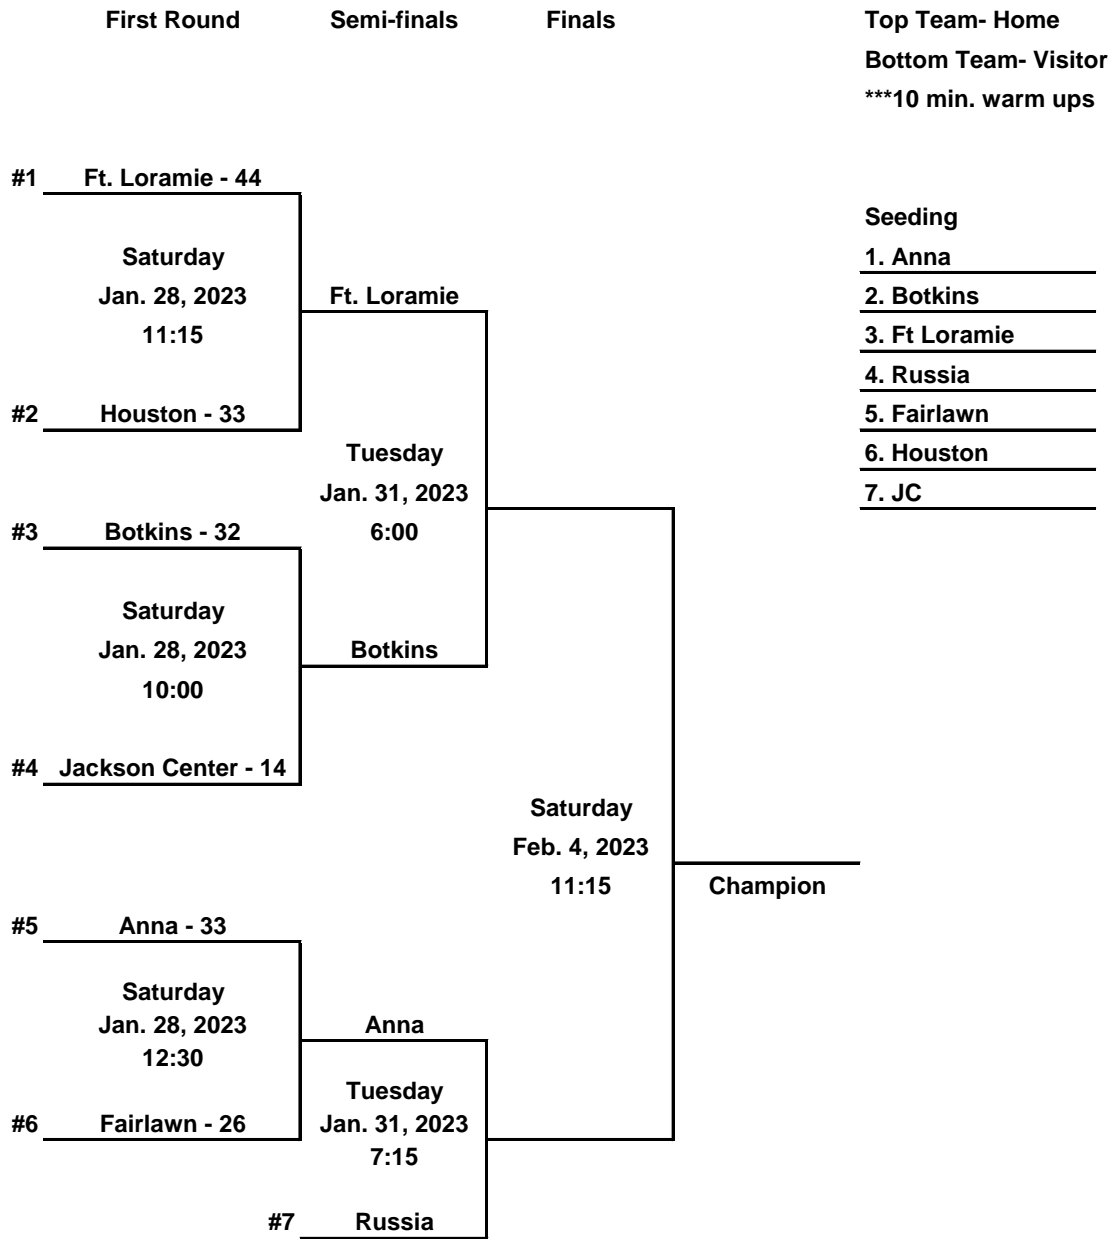 First Round
Semi-finals
Finals
Top Team- Home
Bottom Team- Visitor
***10 min. warm ups
#1 Ft. Loramie - 44
Saturday
Jan. 28, 2023
11:15
#2 Houston - 33
Ft. Loramie
Tuesday
Jan. 31, 2023
6:00
#3 Botkins - 32
Saturday
Jan. 28, 2023
10:00
#4 Jackson Center - 14
Botkins
Saturday
Feb. 4, 2023
11:15
Champion
#5 Anna - 33
Saturday
Jan. 28, 2023
12:30
#6 Fairlawn - 26
Anna
Tuesday
Jan. 31, 2023
7:15
#7 Russia
Seeding
1. Anna
2. Botkins
3. Ft Loramie
4. Russia
5. Fairlawn
6. Houston
7. JC